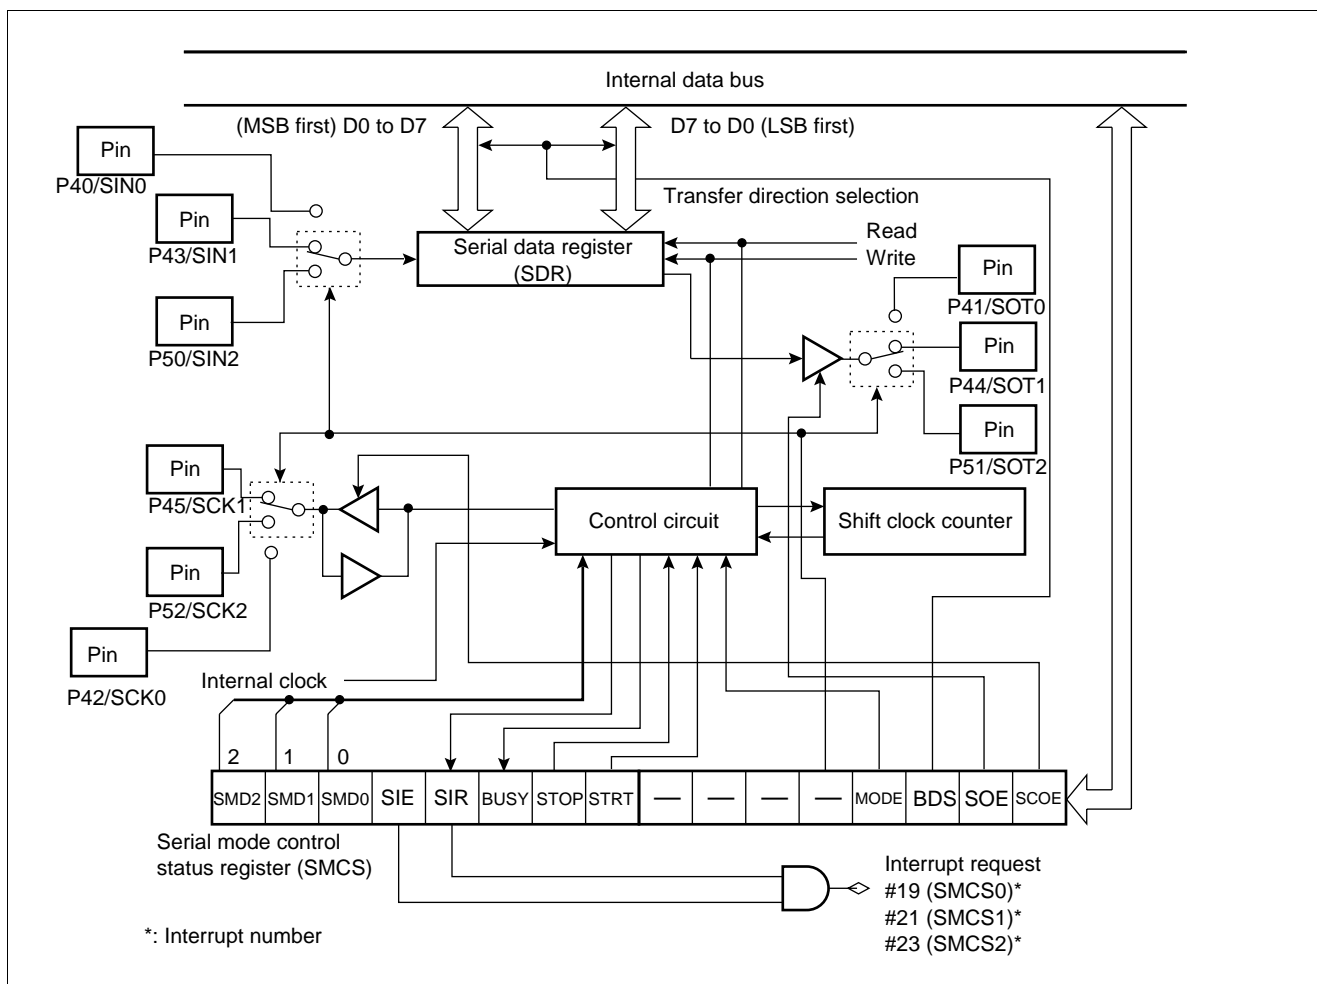 Internal data bus
(MSB first) D0 to D7
D7 to D0 (LSB first)
Pin
P40/SIN0
Transfer direction selection
Pin
P43/SIN1
Serial data register
(SDR)
Read
Write
Pin
P41/SOT0
Pin
P50/SIN2
Pin
P44/SOT1
Pin
P51/SOT2
Pin
P45/SCK1
Control circuit
Shift clock counter
Pin
P52/SCK2
Pin
P42/SCK0
Internal clock
2 1 0
SMD2 SMD1 SMD0 SIE SIR BUSY STOP STRT — — — — MODE BDS SOE SCOE
Serial mode control
status register (SMCS)
Interrupt request
#19 (SMCS0)*
#21 (SMCS1)*
#23 (SMCS2)*
*: Interrupt number